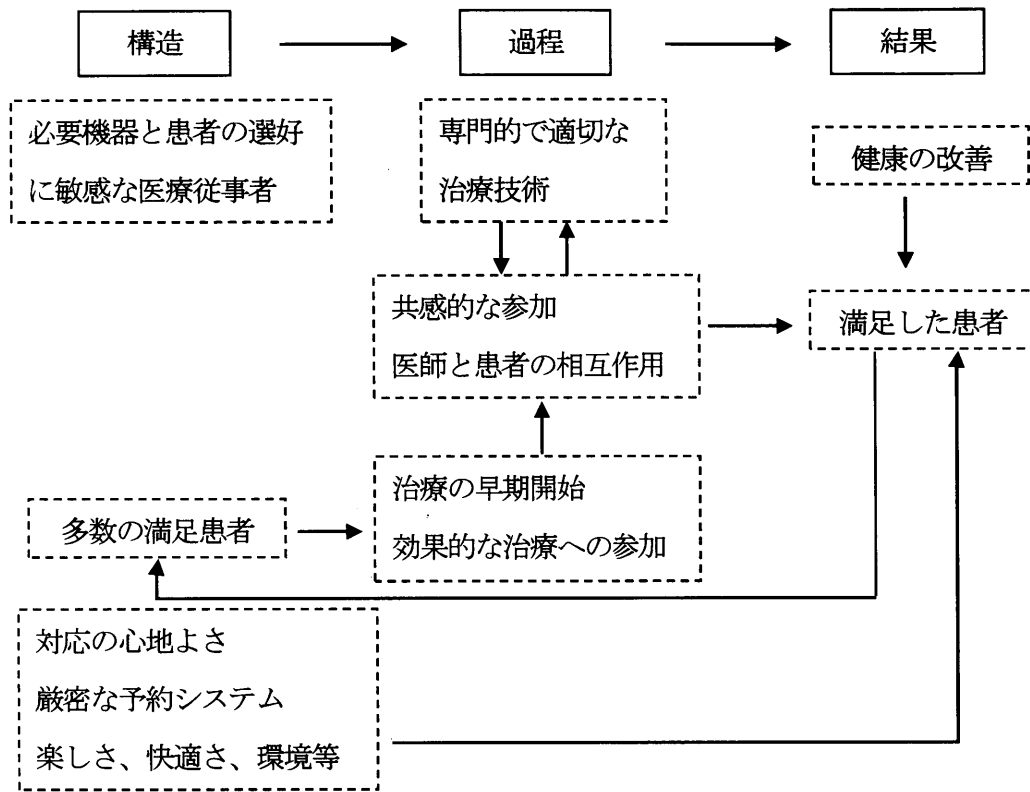 構造
過程
結果
必要機器と患者の選好
に敏感な医療従事者
専門的で適切な
治療技術
健康の改善
共感的な参加
医師と患者の相互作用
満足した患者
治療の早期開始
効果的な治療への参加
多数の満足患者
対応の心地よさ
厳密な予約システム
楽しさ、快適さ、環境等